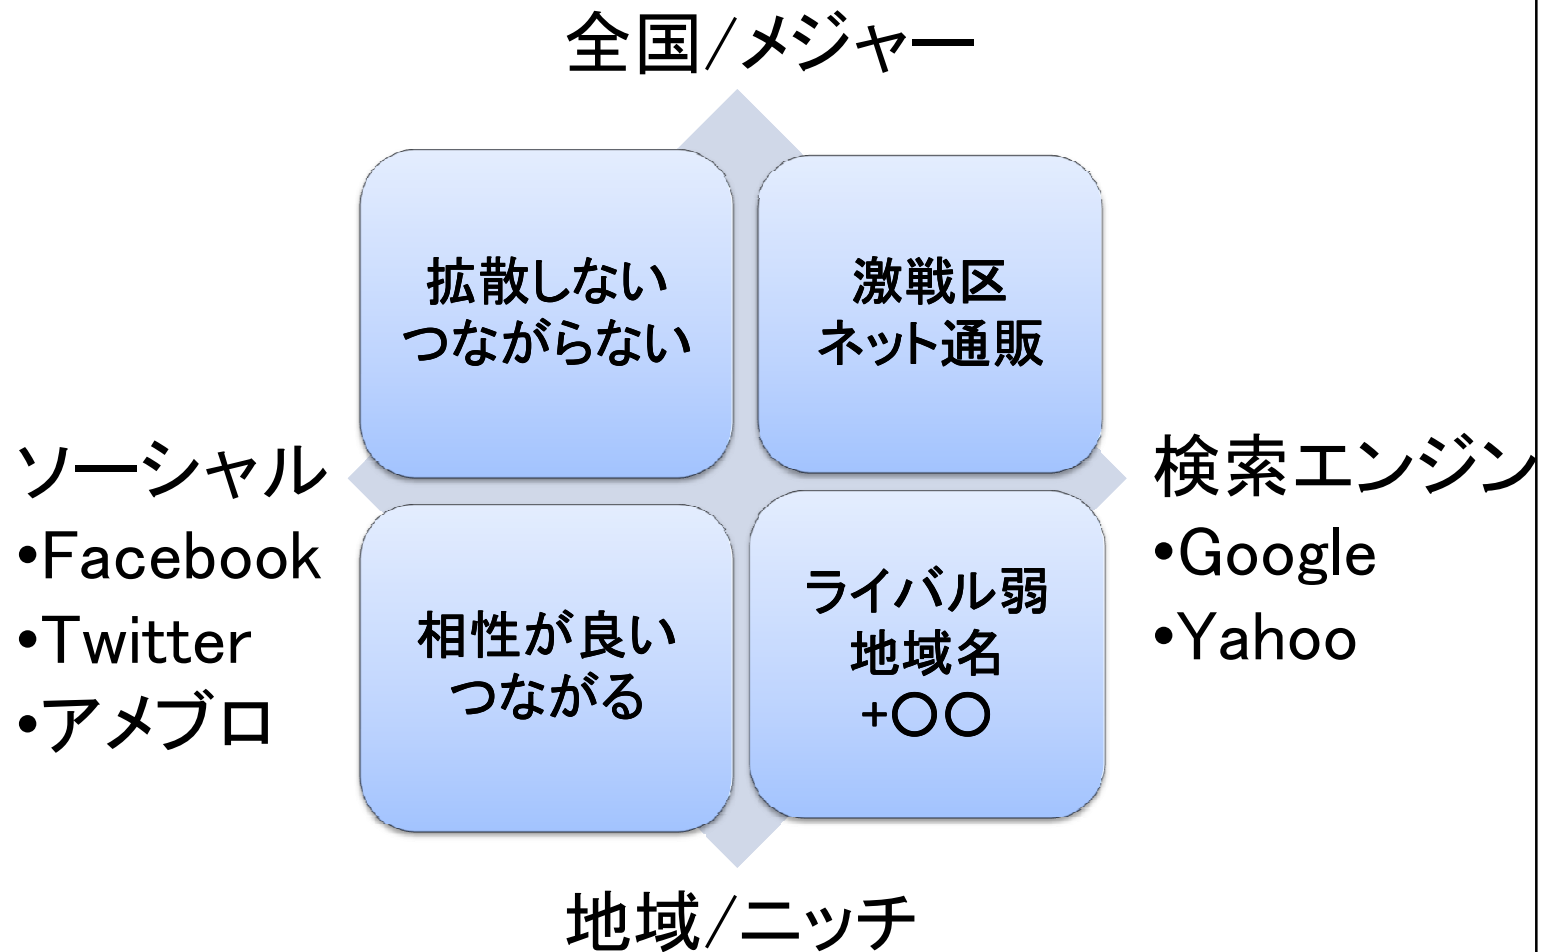 全国/メジャー
拡散しない
つながらない
激戦区
ネット通販
ソーシャル
•Facebook
•Twitter
•アメブロ
検索エンジン
•Google
•Yahoo
相性が良い
つながる
ライバル弱
地域名
+〇〇
地域/ニッチ